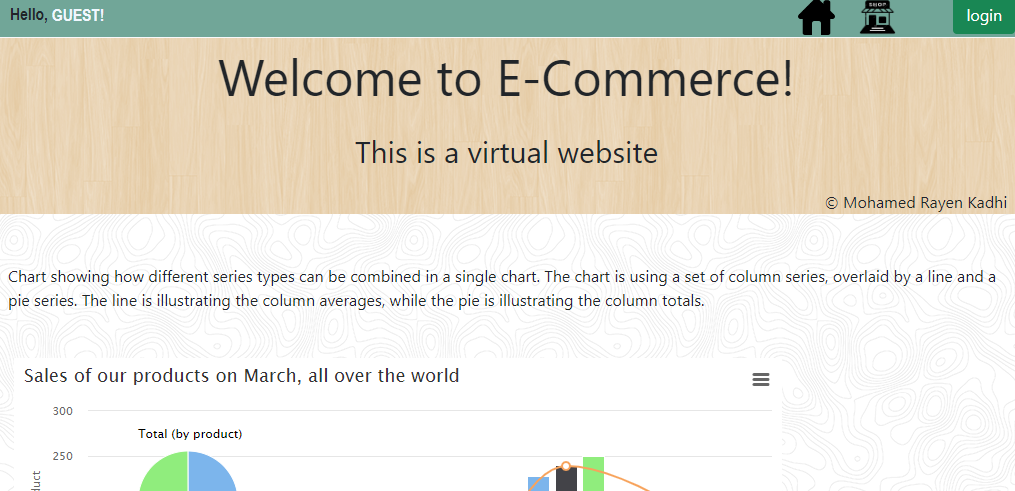 Hello, GUEST!
SHOP
login
Welcome to E-Commerce!
This is a virtual website
© Mohamed Rayen Kadhi
Chart showing how different series types can be combined in a single chart. The chart is using a set of column series, overlaid by a line and a
pie series. The line is illustrating the column averages, while the pie is illustrating the column totals.
Sales of our products on March, all over the world
300
Total (by product)
250